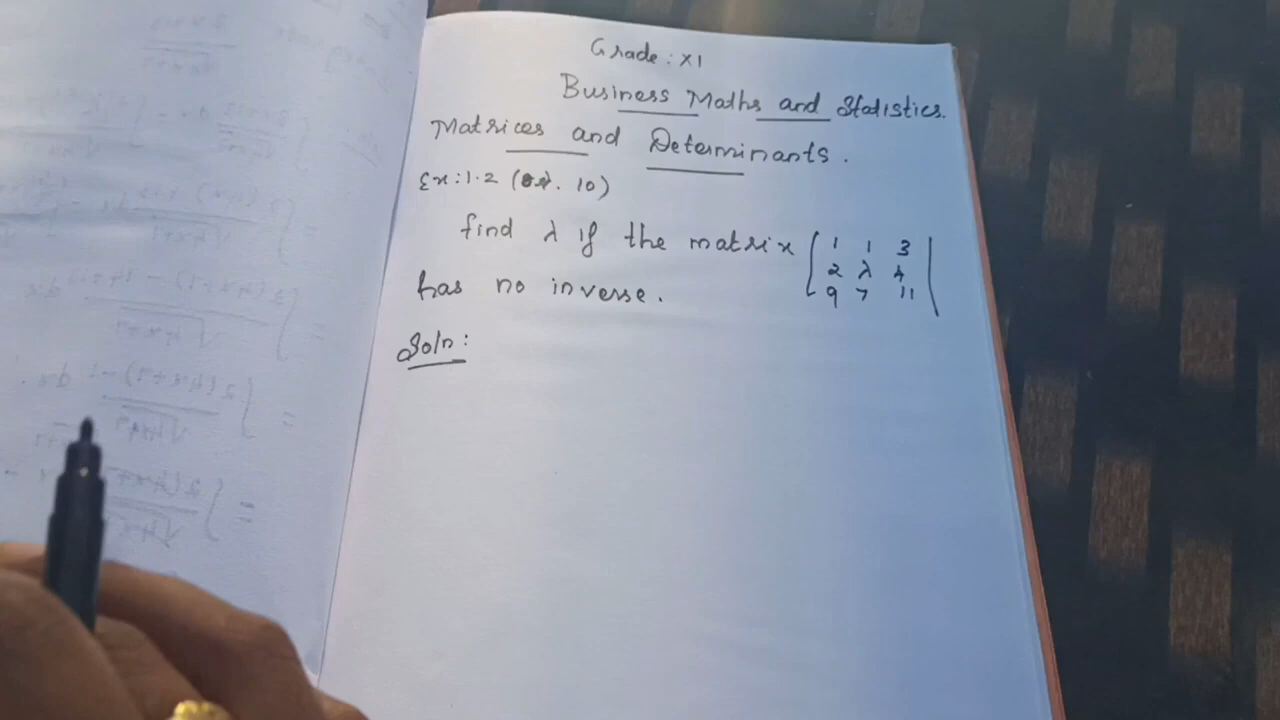 Grade : XI
Business Maths and Statistics.
Matrices and Determinants.
Ex : 1.2 ( 10)
find λ if the matrix
1 1 3
2 λ 4
9 7 11
has no inverse.
Soln :